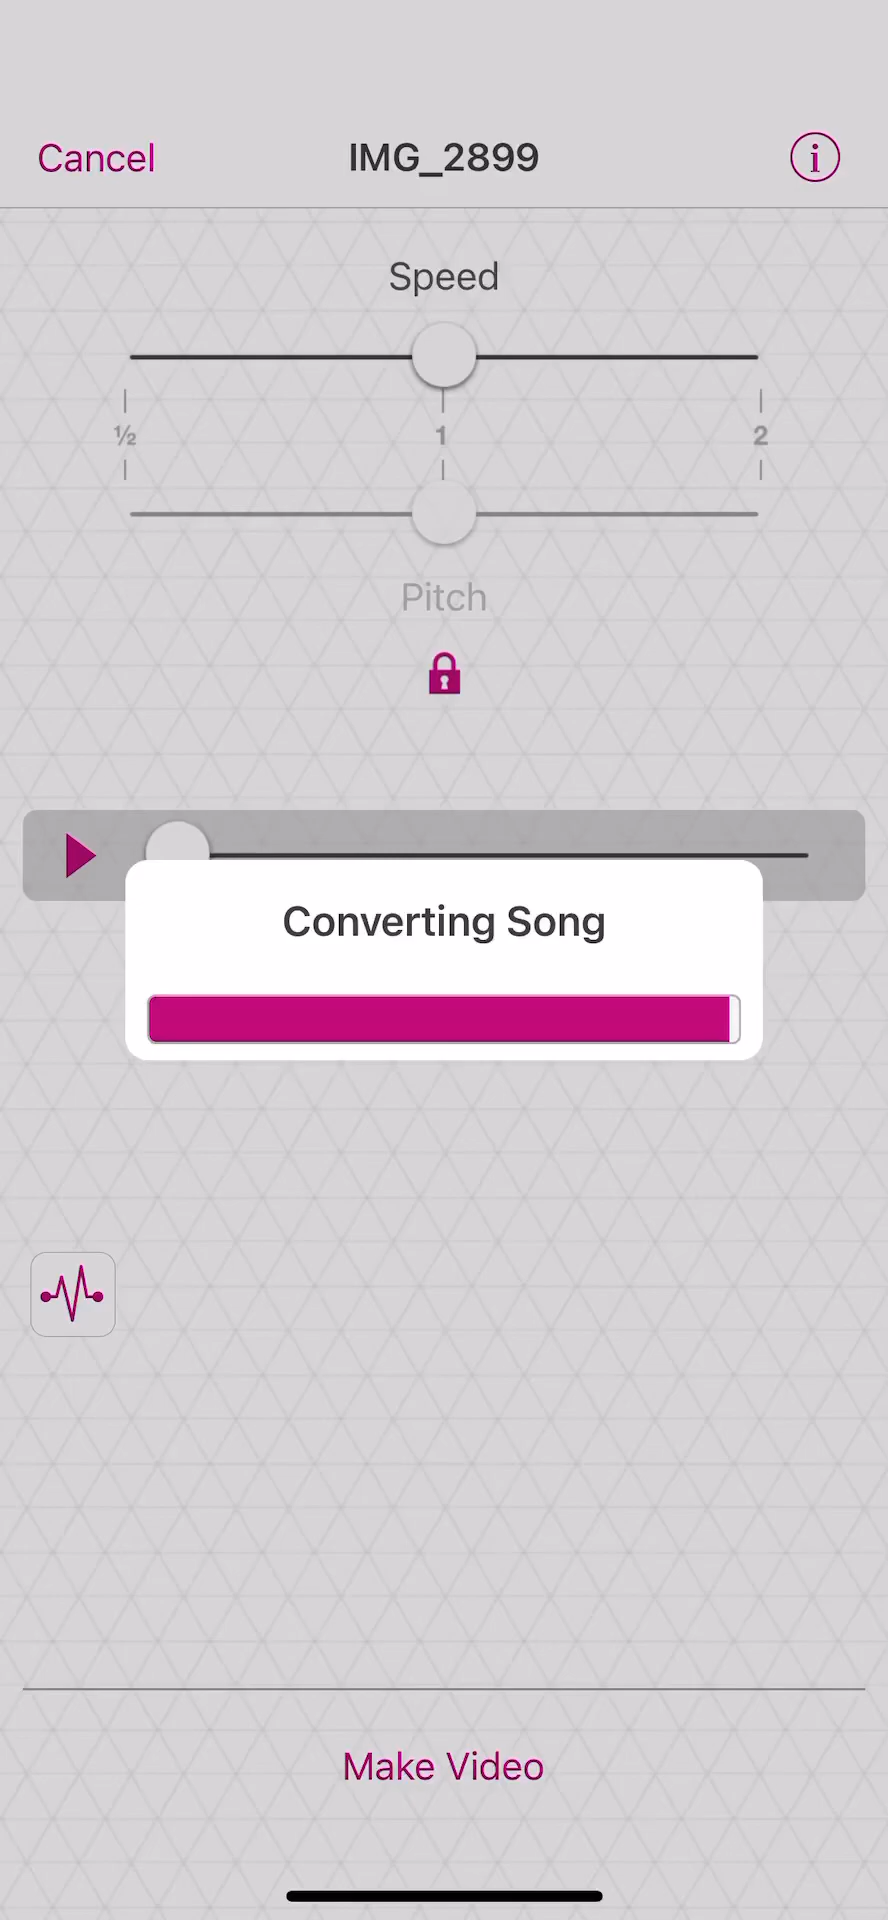 Cancel
IMG_2899
i
Speed
½
1
2
Pitch
Converting Song
Make Video